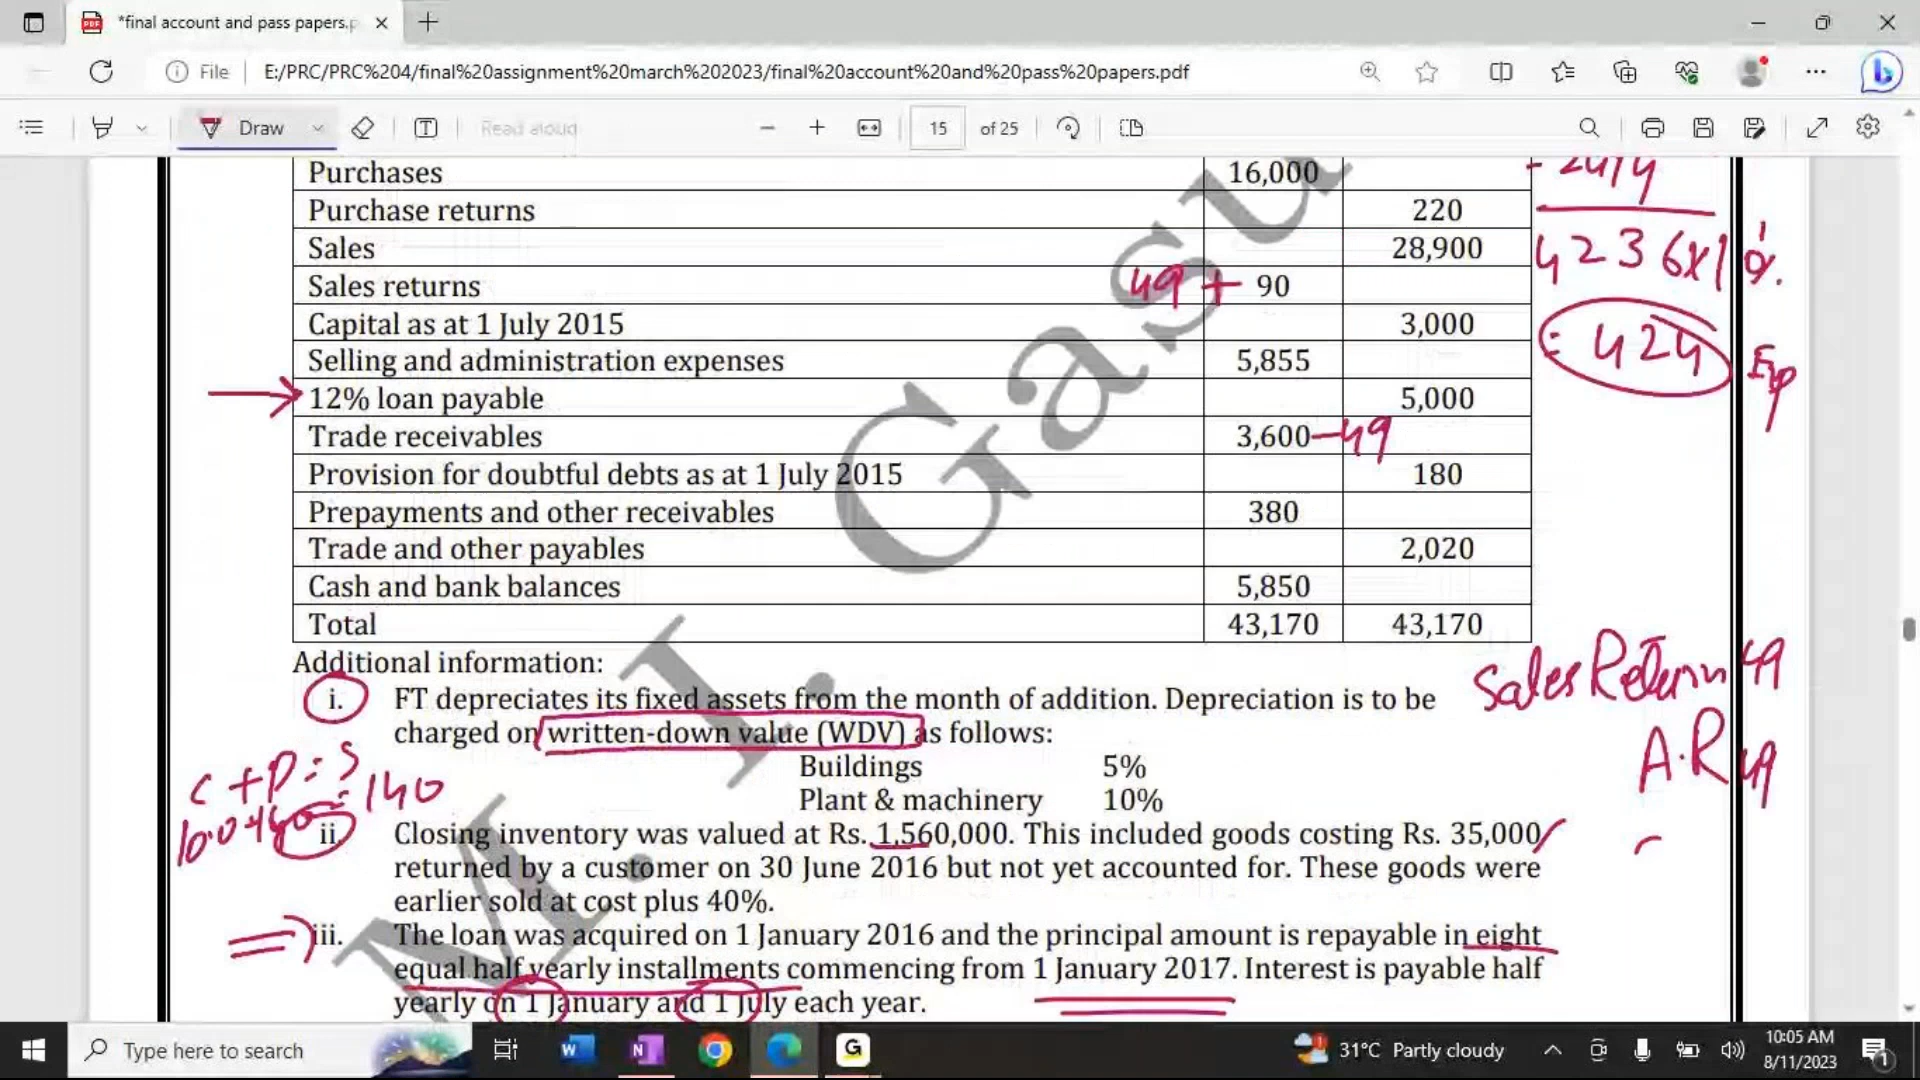 *final account and pass papers.p
File E:/PRC/PRC%204/final%20assignment%20march%202023/final%20account%20and%20pass%20papers.pdf
Draw Read aloud 15 of 25
Purchases 16,000
Purchase returns 220
Sales 28,900
4236x10%
Sales returns 49 + 90
Capital as at 1 July 2015 3,000
= 424 Exp
Selling and administration expenses 5,855
12% loan payable 5,000
Trade receivables 3,600 -49
Provision for doubtful debts as at 1 July 2015 180
Prepayments and other receivables 380
Trade and other payables 2,020
Cash and bank balances 5,850
Total 43,170 43,170
Additional information:
Sales Return 49
A.R 49
i. FT depreciates its fixed assets from the month of addition. Depreciation is to be
charged on written-down value (WDV) as follows:
Buildings 5%
Plant & machinery 10%
C + P = S
100+40 = 140
ii. Closing inventory was valued at Rs. 1,560,000. This included goods costing Rs. 35,000
returned by a customer on 30 June 2016 but not yet accounted for. These goods were
earlier sold at cost plus 40%.
iii. The loan was acquired on 1 January 2016 and the principal amount is repayable in eight
equal half yearly installments commencing from 1 January 2017. Interest is payable half
yearly on 1 January and 1 July each year.
M. I. Gasu
Type here to search
31°C Partly cloudy
10:05 AM
8/11/2023
1